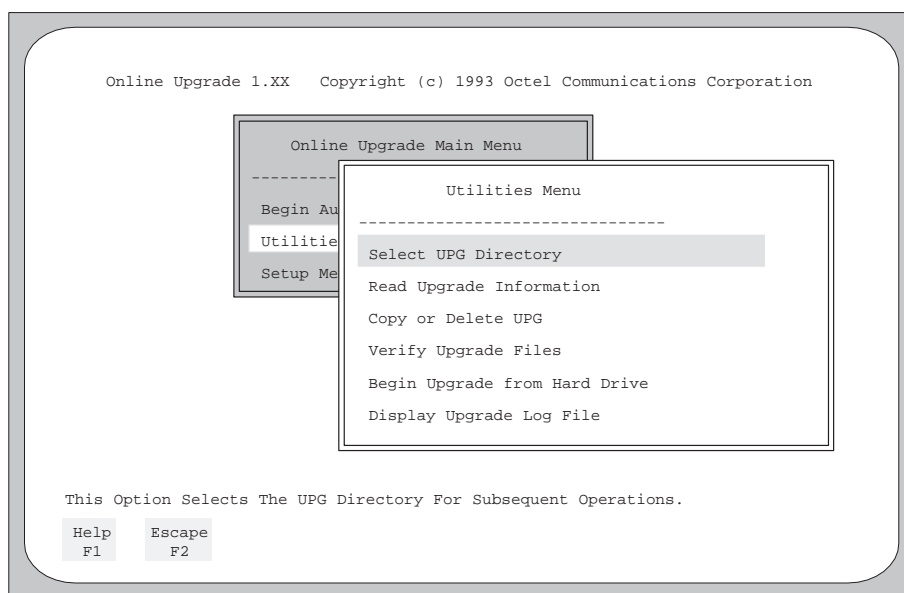 Online Upgrade 1.XX   Copyright (c) 1993 Octel Communications Corporation
Online Upgrade Main Menu
---------
Begin Au
Utilitie
Setup Me
Utilities Menu
--------------------------------
Select UPG Directory
Read Upgrade Information
Copy or Delete UPG
Verify Upgrade Files
Begin Upgrade from Hard Drive
Display Upgrade Log File
This Option Selects The UPG Directory For Subsequent Operations.
Help   Escape
F1   F2